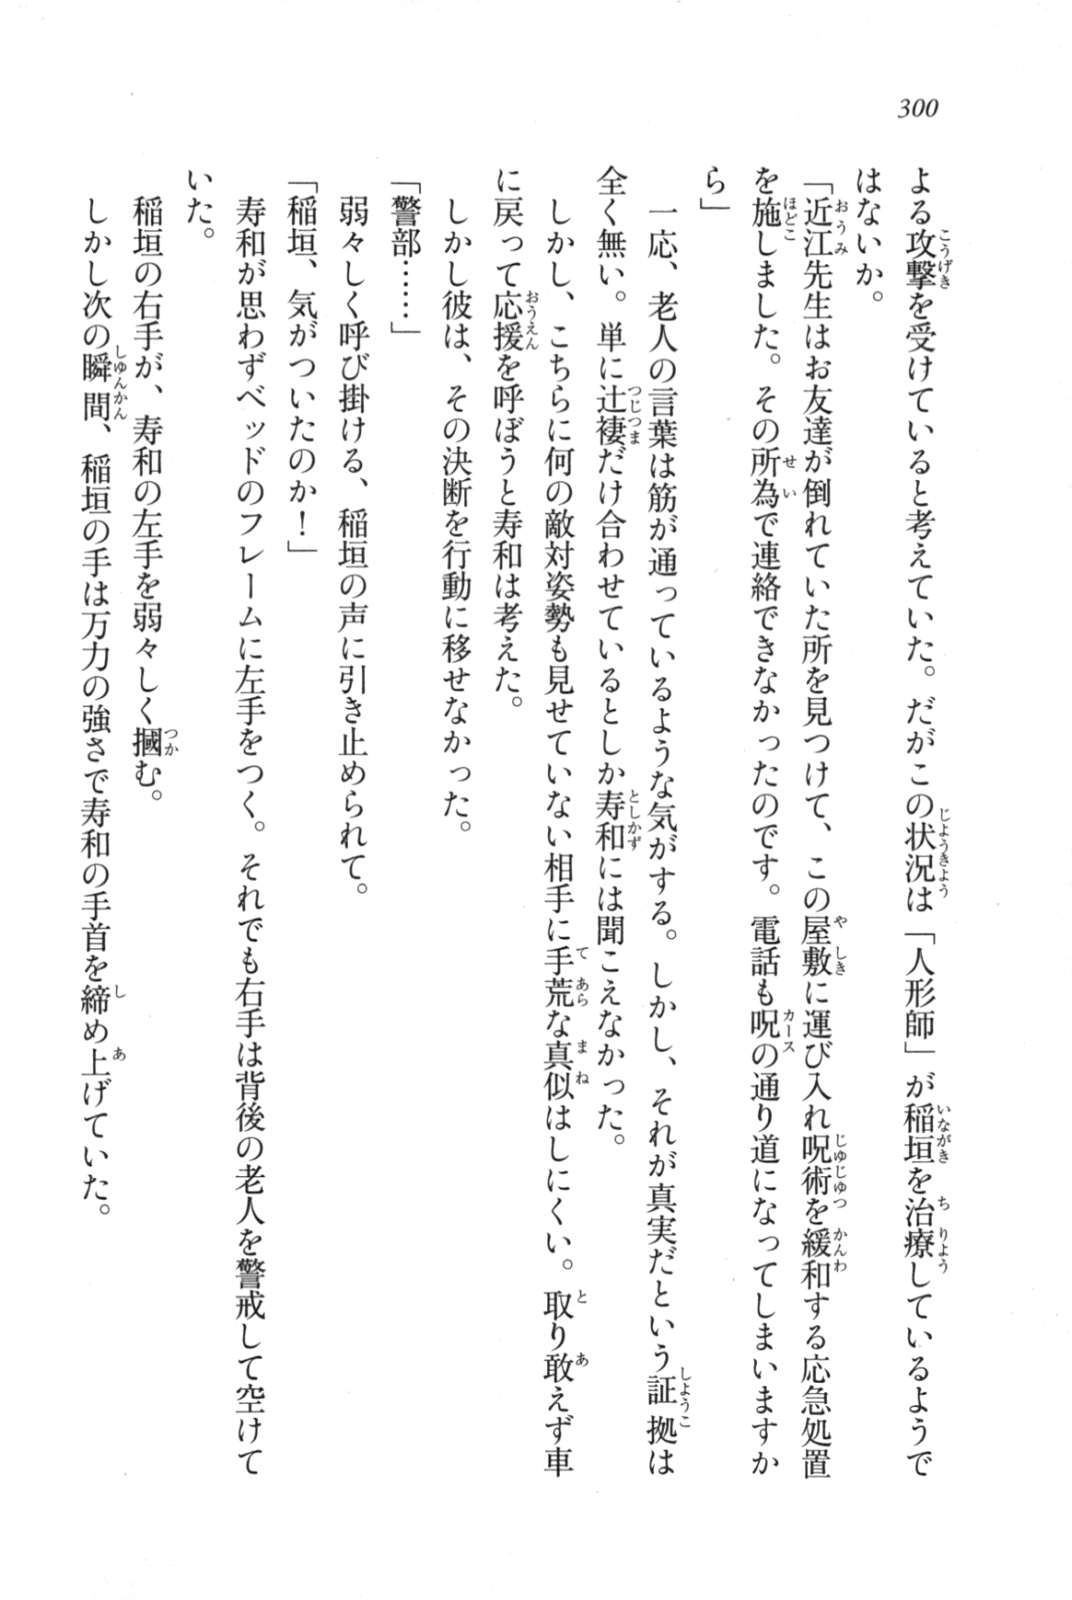 300
よる攻撃を受けていると考えていた。だがこの状況は「人形師」が稲垣を治療しているようで
はないか。
「近江先生はお友達が倒れていた所を見つけて、この屋敷に運び入れ呪術を緩和する応急処置
を施しました。その所為で連絡できなかったのです。電話も呪の通り道になってしまいますか
ら」
一応、老人の言葉は筋が通っているような気がする。しかし、それが真実だという証拠は
全く無い。単に辻褄だけ合わせているとしか寿和には聞こえなかった。
しかし、こちらに何の敵対姿勢も見せていない相手に手荒な真似はしにくい。取り敢えず車
に戻って応援を呼ぼうと寿和は考えた。
しかし彼は、その決断を行動に移せなかった。
「警部……」
弱々しく呼び掛ける、稲垣の声に引き止められて。
「稲垣、気がついたのか！」
寿和が思わずベッドのフレームに左手をつく。それでも右手は背後の老人を警戒して空けて
いた。
稲垣の右手が、寿和の左手を弱々しく摑む。
しかし次の瞬間、稲垣の手は万力の強さで寿和の手首を締め上げていた。